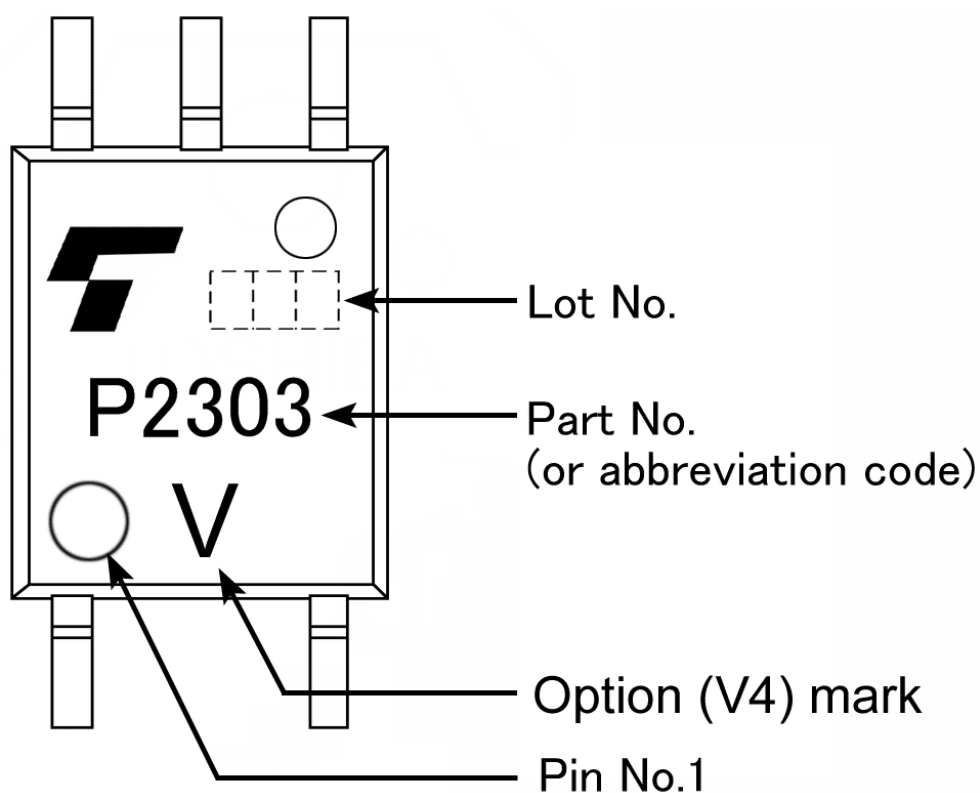 Lot No.
P2303
Part No.
(or abbreviation code)
V
Option (V4) mark
Pin No.1